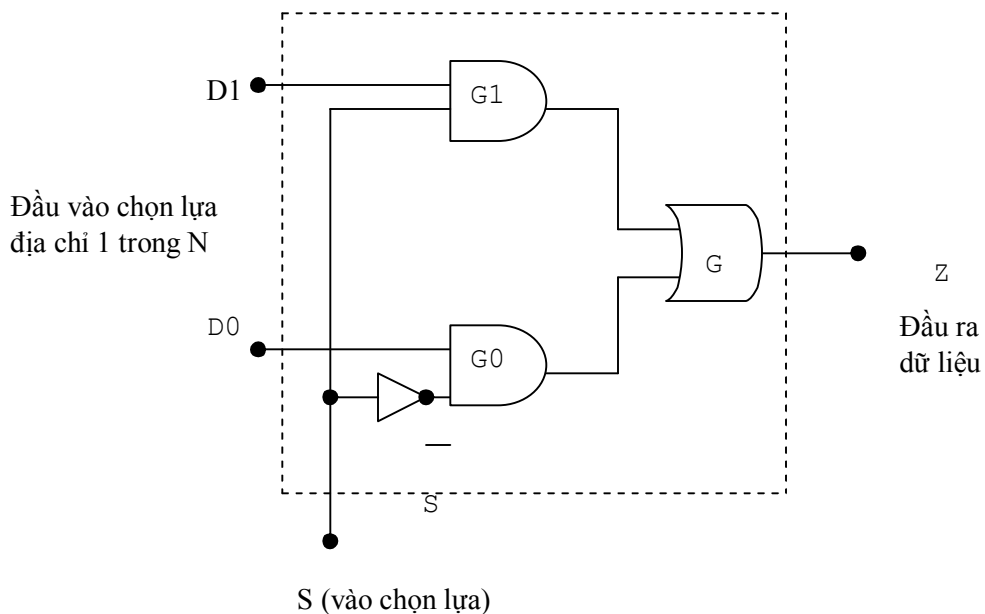 D1
G1
Đầu vào chọn lựa
địa chỉ 1 trong N
G
Z
D0
G0
Đầu ra
dữ liệu
S
S (vào chọn lựa)